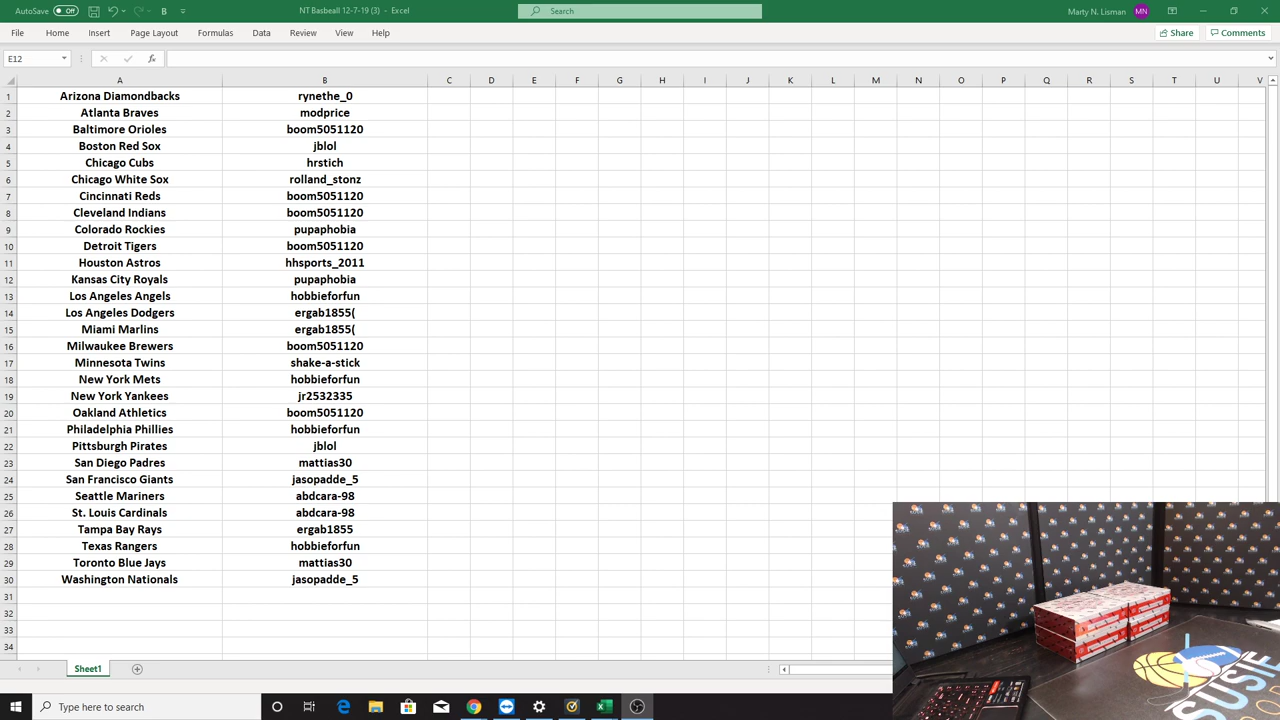 AutoSave Off NT Basbeall 12-7-19 (3) - Excel Search Marty N. Lisman MN
File Home Insert Page Layout Formulas Data Review View Help Share Comments
E12 fx
A B C D E F G H I J K L M N O P Q R S T U V
1 Arizona Diamondbacks rynethe_0
2 Atlanta Braves modprice
3 Baltimore Orioles boom5051120
4 Boston Red Sox jblol
5 Chicago Cubs hrstich
6 Chicago White Sox rolland_stonz
7 Cincinnati Reds boom5051120
8 Cleveland Indians boom5051120
9 Colorado Rockies pupaphobia
10 Detroit Tigers boom5051120
11 Houston Astros hhsports_2011
12 Kansas City Royals pupaphobia
13 Los Angeles Angels hobbieforfun
14 Los Angeles Dodgers ergab1855(
15 Miami Marlins ergab1855(
16 Milwaukee Brewers boom5051120
17 Minnesota Twins shake-a-stick
18 New York Mets hobbieforfun
19 New York Yankees jr2532335
20 Oakland Athletics boom5051120
21 Philadelphia Phillies hobbieforfun
22 Pittsburgh Pirates jblol
23 San Diego Padres mattias30
24 San Francisco Giants jasopadde_5
25 Seattle Mariners abdcara-98
26 St. Louis Cardinals abdcara-98
27 Tampa Bay Rays ergab1855
28 Texas Rangers hobbieforfun
29 Toronto Blue Jays mattias30
30 Washington Nationals jasopadde_5
31
32
33
34
Sheet1
Type here to search